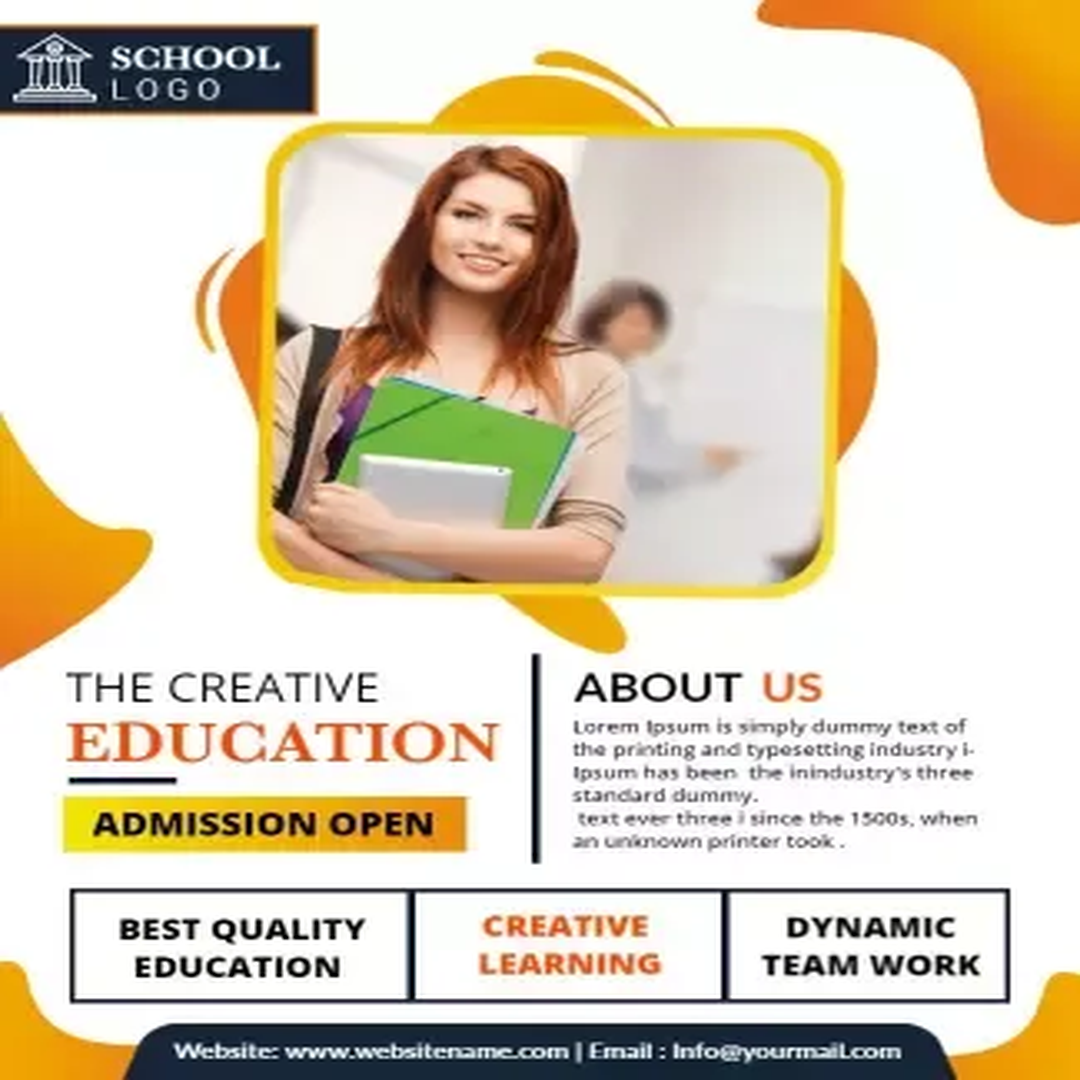 SCHOOL
LOGO
THE CREATIVE
EDUCATION
ADMISSION OPEN
ABOUT US
Lorem Ipsum is simply dummy text of
the printing and typesetting industry i-
Ipsum has been the inindustry's three
standard dummy.
text ever three i since the 1500s, when
an unknown printer took .
BEST QUALITY
EDUCATION
CREATIVE
LEARNING
DYNAMIC
TEAM WORK
Website: www.websitename.com | Email : Info@yourmail.com